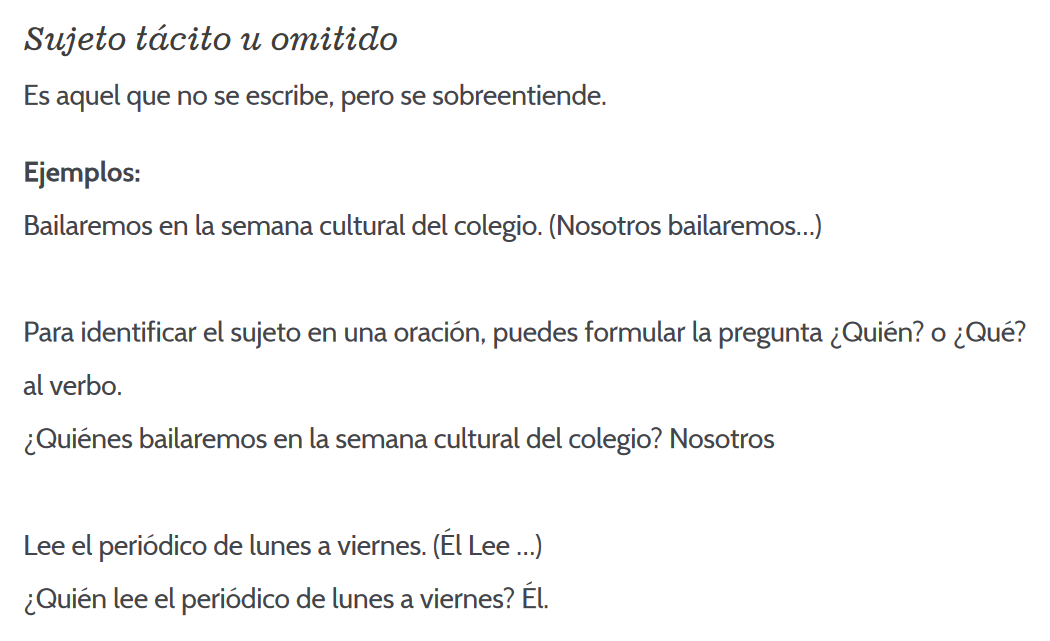 Sujeto tácito u omitido
Es aquel que no se escribe, pero se sobreentiende.
Ejemplos:
Bailaremos en la semana cultural del colegio. (Nosotros bailaremos...)
Para identificar el sujeto en una oración, puedes formular la pregunta ¿Quién? o ¿Qué?
al verbo.
¿Quiénes bailaremos en la semana cultural del colegio? Nosotros
Lee el periódico de lunes a viernes. (Él Lee ...)
¿Quién lee el periódico de lunes a viernes? Él.